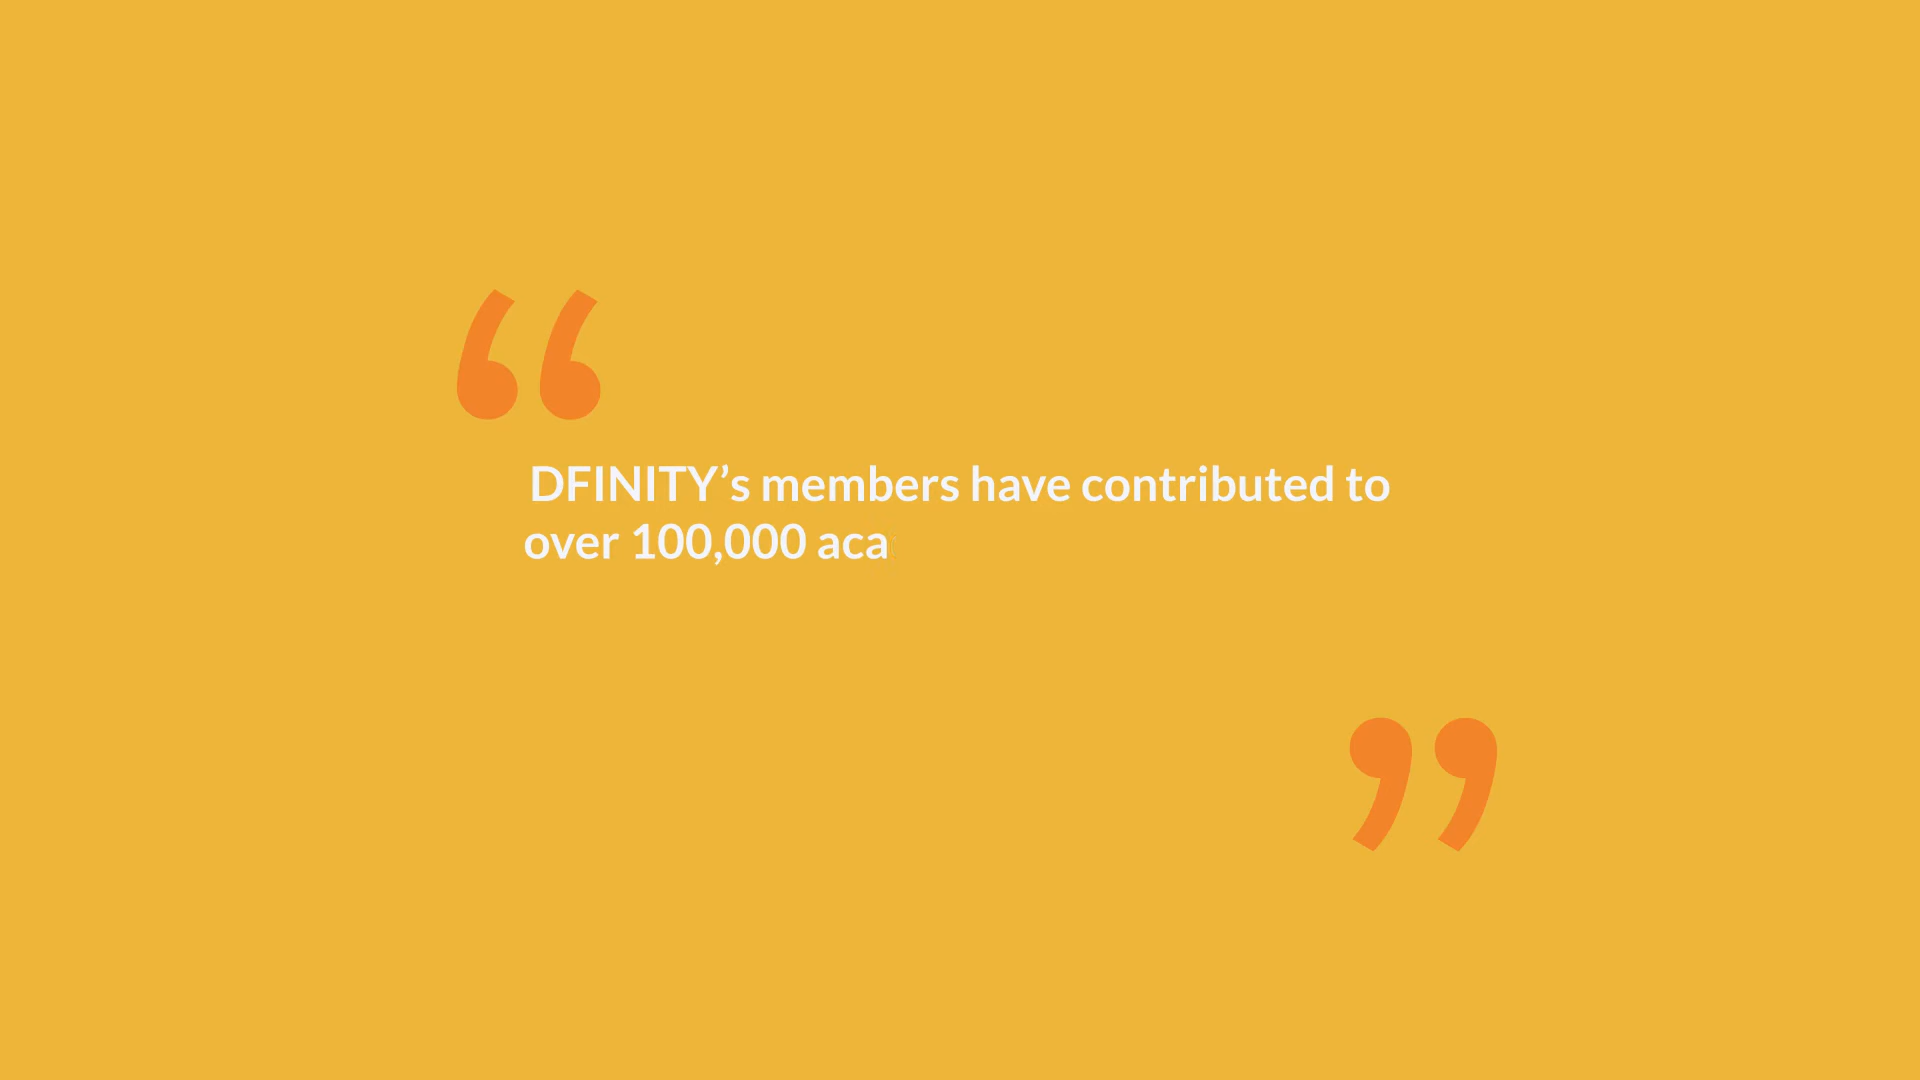 “
DFINITY’s members have contributed to
over 100,000 aca
”